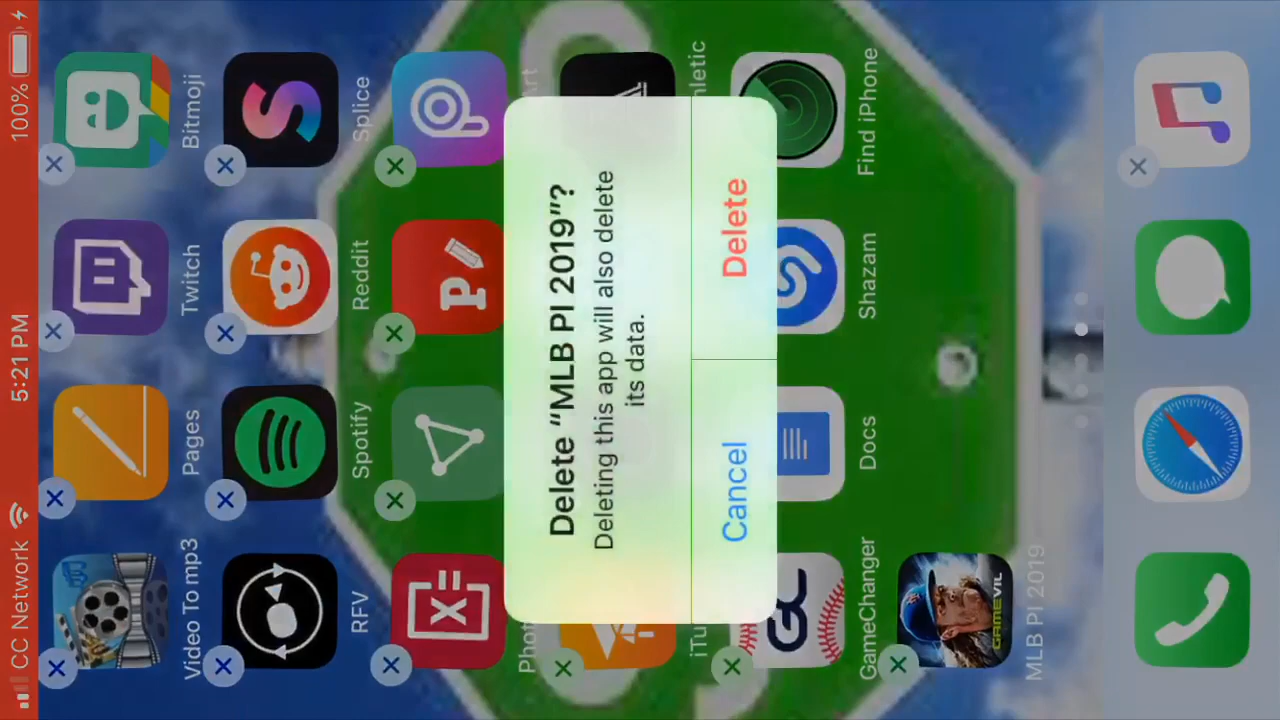 CC Network
5:21 PM
100%
Video To mp3
Pages
Twitch
Bitmoji
RFV
Spotify
Reddit
Splice
Delete “MLB PI 2019”?
Deleting this app will also delete
its data.
Cancel
Delete
GameChanger
Docs
Shazam
Find iPhone
GC
GAMEVIL
MLB PI 2019